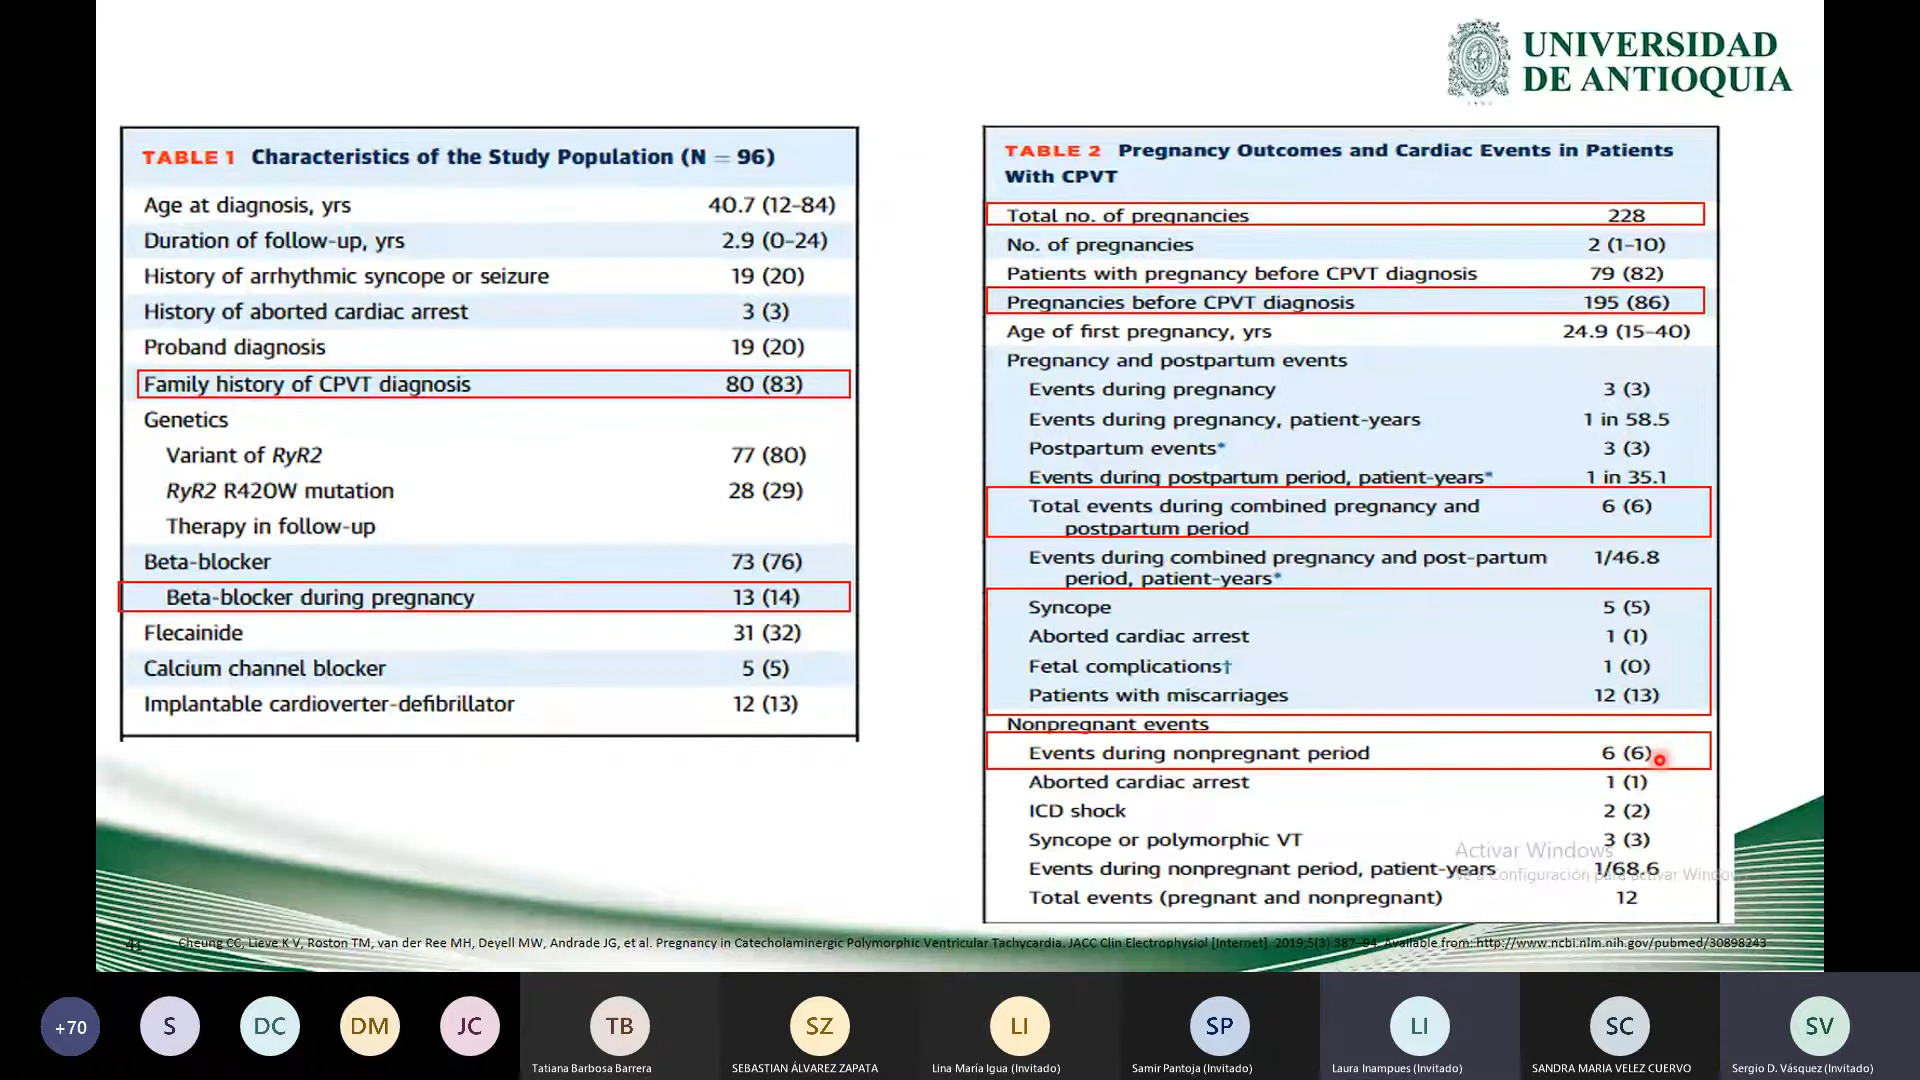 UNIVERSIDAD
DE ANTIOQUIA
TABLE 1 Characteristics of the Study Population (N = 96)
Age at diagnosis, yrs 40.7 (12–84)
Duration of follow-up, yrs 2.9 (0–24)
History of arrhythmic syncope or seizure 19 (20)
History of aborted cardiac arrest 3 (3)
Proband diagnosis 19 (20)
Family history of CPVT diagnosis 80 (83)
Genetics
Variant of RyR2 77 (80)
RyR2 R420W mutation 28 (29)
Therapy in follow-up
Beta-blocker 73 (76)
Beta-blocker during pregnancy 13 (14)
Flecainide 31 (32)
Calcium channel blocker 5 (5)
Implantable cardioverter-defibrillator 12 (13)
TABLE 2 Pregnancy Outcomes and Cardiac Events in Patients
With CPVT
Total no. of pregnancies 228
No. of pregnancies 2 (1–10)
Patients with pregnancy before CPVT diagnosis 79 (82)
Pregnancies before CPVT diagnosis 195 (86)
Age of first pregnancy, yrs 24.9 (15–40)
Pregnancy and postpartum events
Events during pregnancy 3 (3)
Events during pregnancy, patient-years 1 in 58.5
Postpartum events* 3 (3)
Events during postpartum period, patient-years* 1 in 35.1
Total events during combined pregnancy and 6 (6)
postpartum period
Events during combined pregnancy and post-partum 1/46.8
period, patient-years*
Syncope 5 (5)
Aborted cardiac arrest 1 (1)
Fetal complications† 1 (0)
Patients with miscarriages 12 (13)
Nonpregnant events
Events during nonpregnant period 6 (6)
Aborted cardiac arrest 1 (1)
ICD shock 2 (2)
Syncope or polymorphic VT 3 (3)
Events during nonpregnant period, patient-years 1/68.6
Total events (pregnant and nonpregnant) 12
Activar Windows
Ve a Configuración para activar Windows.
41 Cheung CC, Lieve K V, Roston TM, van der Ree MH, Deyell MW, Andrade JG, et al. Pregnancy in Catecholaminergic Polymorphic Ventricular Tachycardia. JACC Clin Electrophysiol [Internet]. 2019;5(3):387–94. Available from: http://www.ncbi.nlm.nih.gov/pubmed/30898243
+70 S DC DM JC TB SZ LI SP LI SC SV
Tatiana Barbosa Barrera SEBASTIAN ÁLVAREZ ZAPATA Lina María Igua (Invitado) Samir Pantoja (Invitado) Laura Inampues (Invitado) SANDRA MARIA VELEZ CUERVO Sergio D. Vásquez (Invitado)